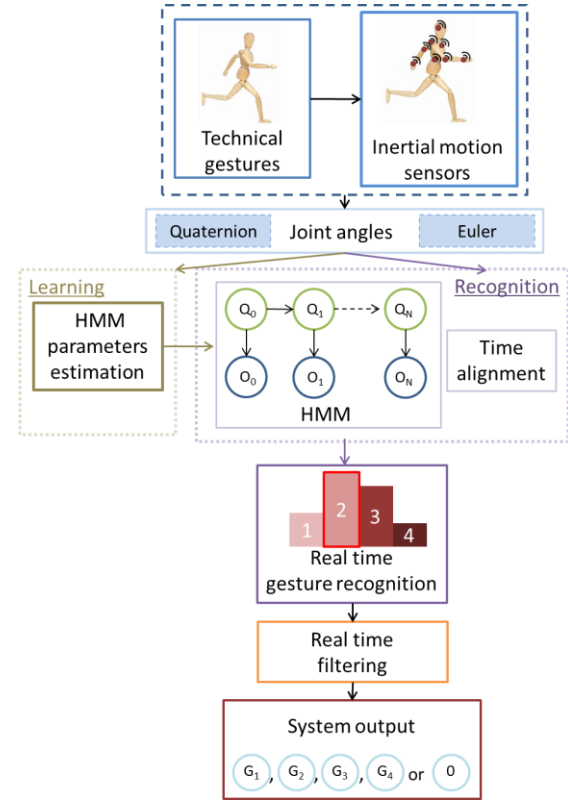 Technical
gestures
Inertial motion
sensors
Quaternion
Joint angles
Euler
Learning
Recognition
HMM
parameters
estimation
Q0 Q1 QN
O0 O1 ON
HMM
Time
alignment
1 2 3 4
Real time
gesture recognition
Real time
filtering
System output
G1, G2, G3, G4 or 0